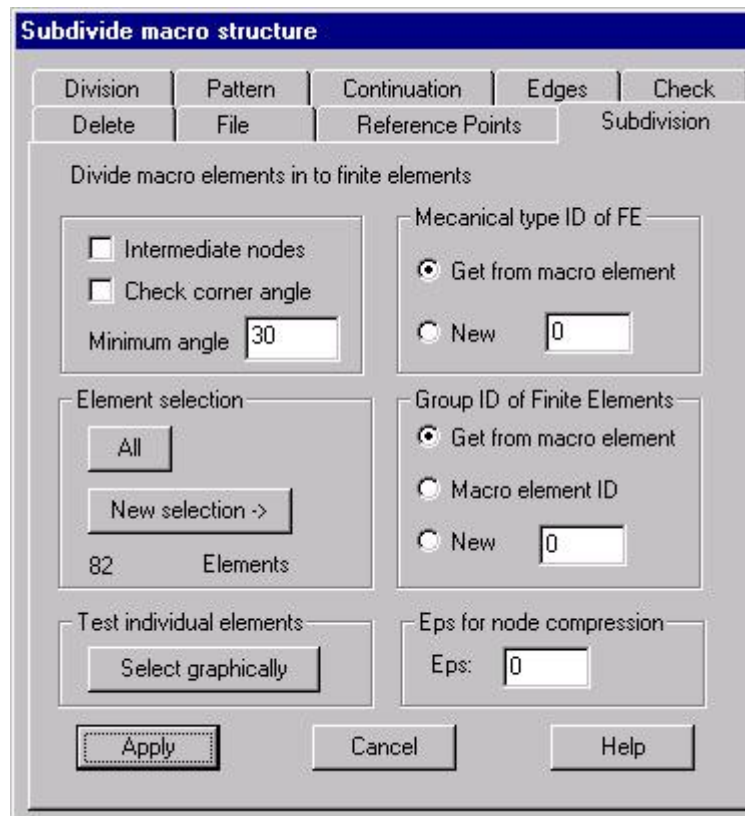 Subdivide macro structure
Division Pattern Continuation Edges Check
Delete File Reference Points Subdivision
Divide macro elements in to finite elements
Intermediate nodes
Check corner angle
Minimum angle 30
Mecanical type ID of FE
Get from macro element
New 0
Element selection
All
New selection ->
82 Elements
Group ID of Finite Elements
Get from macro element
Macro element ID
New 0
Test individual elements
Select graphically
Eps for node compression
Eps: 0
Apply Cancel Help